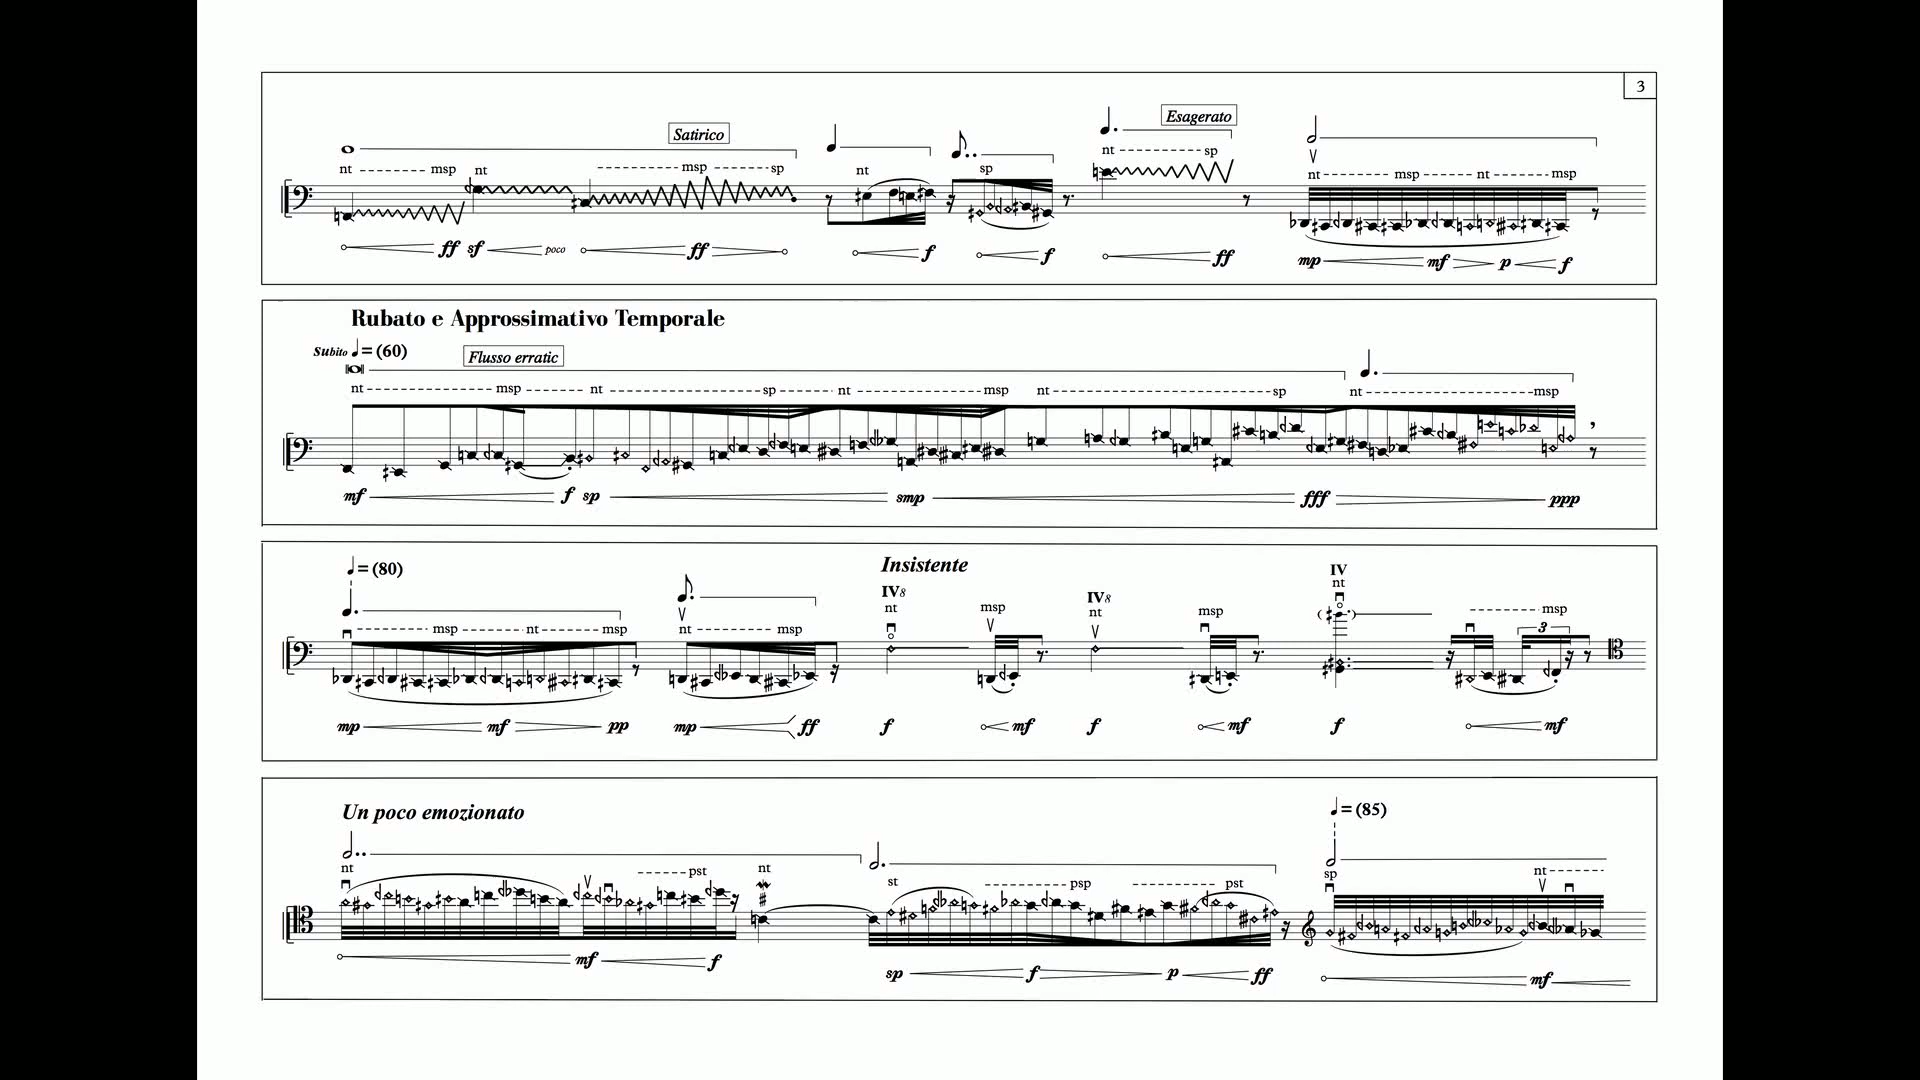 3
Esagerato
Satirico
nt msp nt msp sp nt sp nt sp nt msp nt msp
ff sf poco ff f f ff mp mf p f
Rubato e Approssimativo Temporale
Subito = (60)
Flusso erratic
nt msp nt sp nt msp nt sp nt msp
mf f sp smp fff ppp
= (80)
Insistente
IV8 IV8 IV
nt msp nt msp nt msp
msp nt msp nt msp
3
mp mf pp mp ff f mf f mf f mf
Un poco emozionato
= (85)
nt pst nt st psp pst sp nt
mf f sp f p ff mf